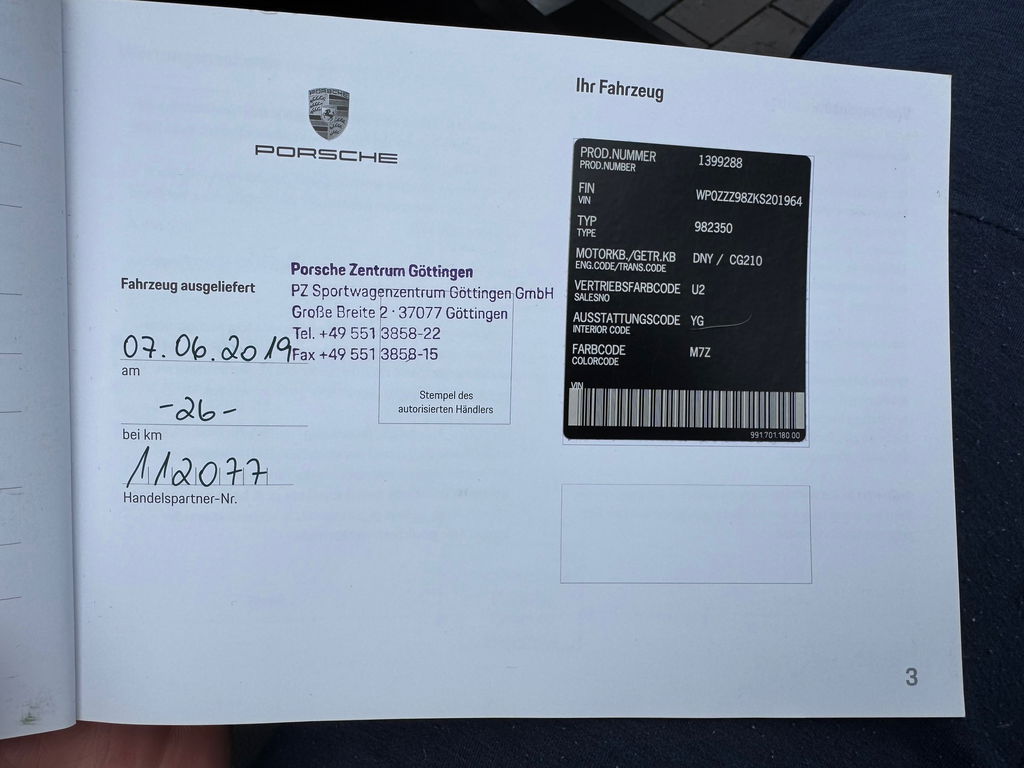 PORSCHE
PORSCHE
Fahrzeug ausgeliefert
Porsche Zentrum Göttingen
PZ Sportwagenzentrum Göttingen GmbH
Große Breite 2 · 37077 Göttingen
Tel. +49 551 3858-22
Fax +49 551 3858-15
07.06.2019
am
-26-
bei km
112077
Handelspartner-Nr.
Stempel des
autorisierten Händlers
Ihr Fahrzeug
PROD.NUMMER 1399288
PROD.NUMBER
FIN WP0ZZZ98ZKS201964
VIN
TYP 982350
TYPE
MOTORKB./GETR.KB DNY / CG210
ENG.CODE/TRANS.CODE
VERTRIEBSFARBCODE U2
SALESNO
AUSSTATTUNGSCODE YG
INTERIOR CODE
FARBCODE M7Z
COLORCODE
VIN
991.701.180.00
3